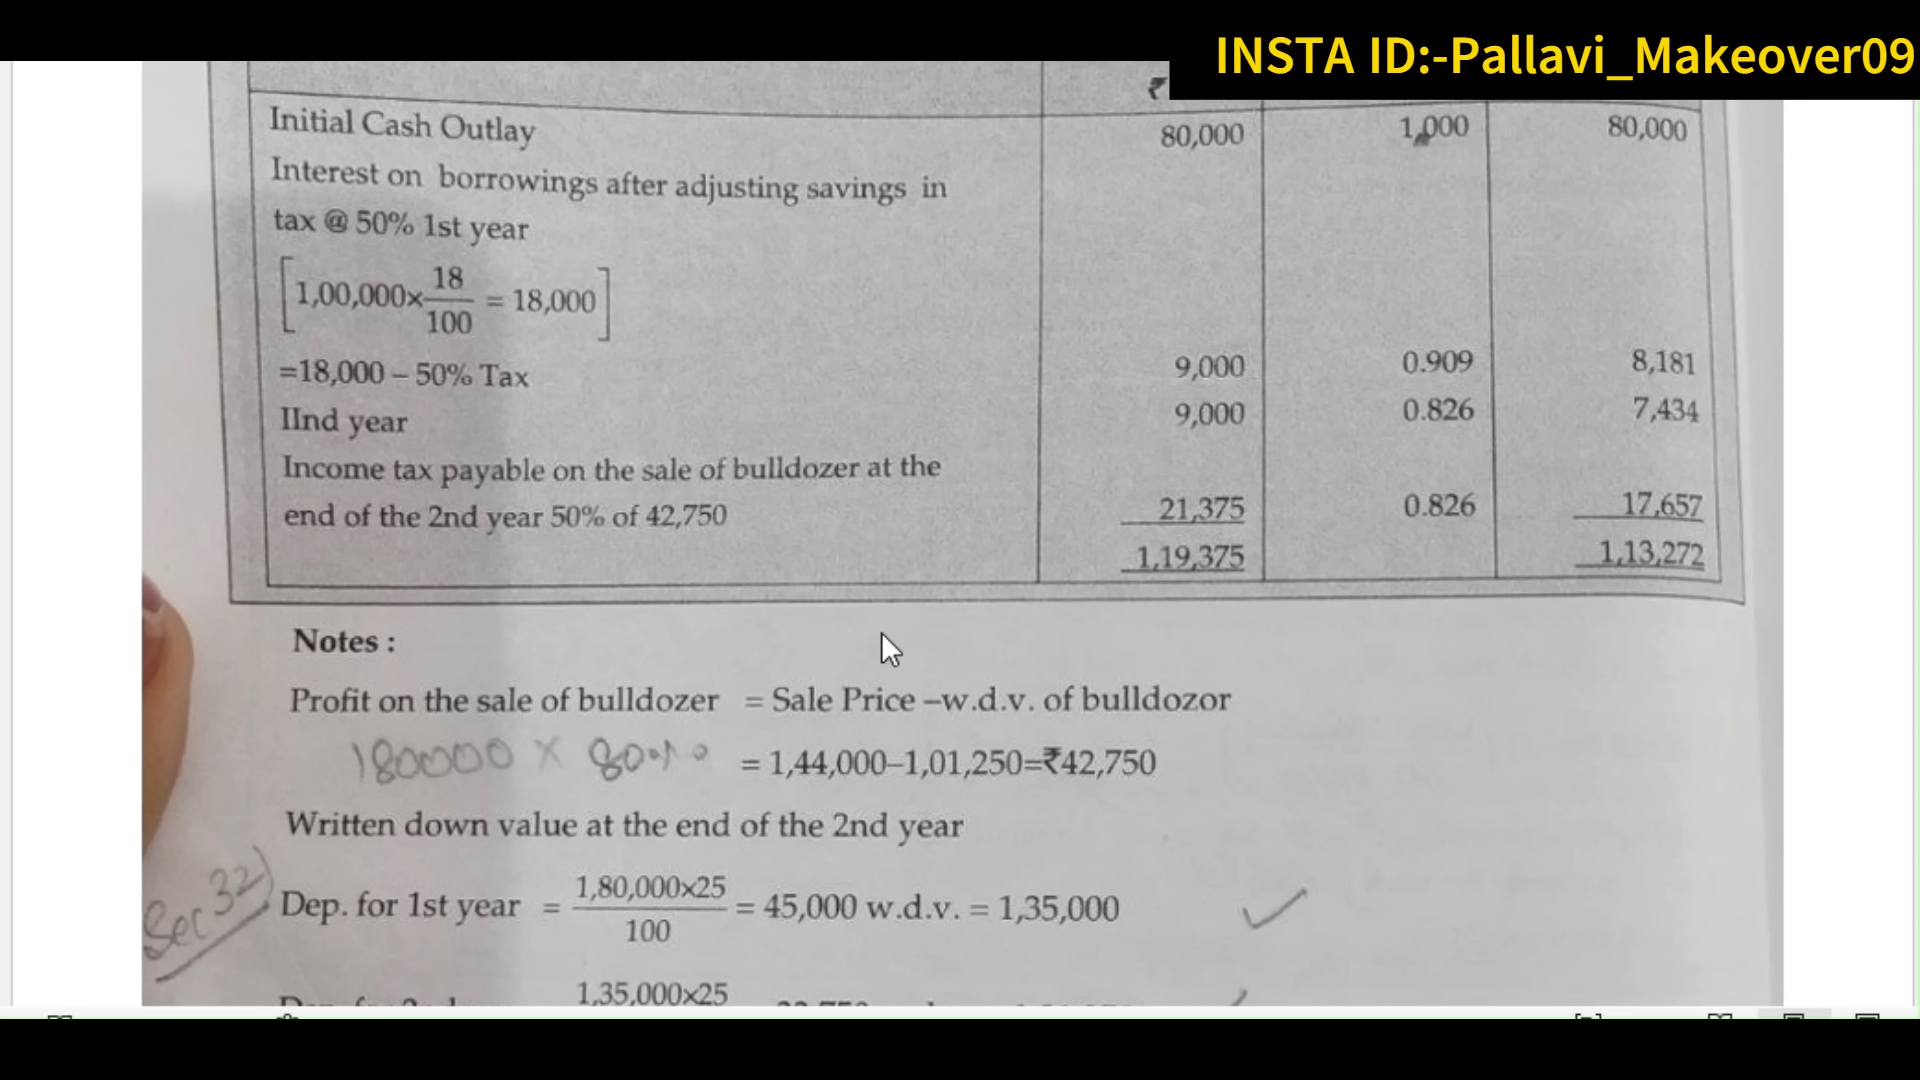 INSTA ID:-Pallavi_Makeover09
₹
Initial Cash Outlay 80,000 1,000 80,000
Interest on borrowings after adjusting savings in
tax @ 50% 1st year
[1,00,000×18/100 = 18,000]
=18,000 – 50% Tax 9,000 0.909 8,181
IInd year 9,000 0.826 7,434
Income tax payable on the sale of bulldozer at the
end of the 2nd year 50% of 42,750 21,375 0.826 17,657
1,19,375 1,13,272
Notes :
Profit on the sale of bulldozer = Sale Price –w.d.v. of bulldozor
180000 × 80% = 1,44,000–1,01,250=₹42,750
Written down value at the end of the 2nd year
Sec 32)
Dep. for 1st year = 1,80,000x25/100 = 45,000 w.d.v. = 1,35,000
1,35,000x25